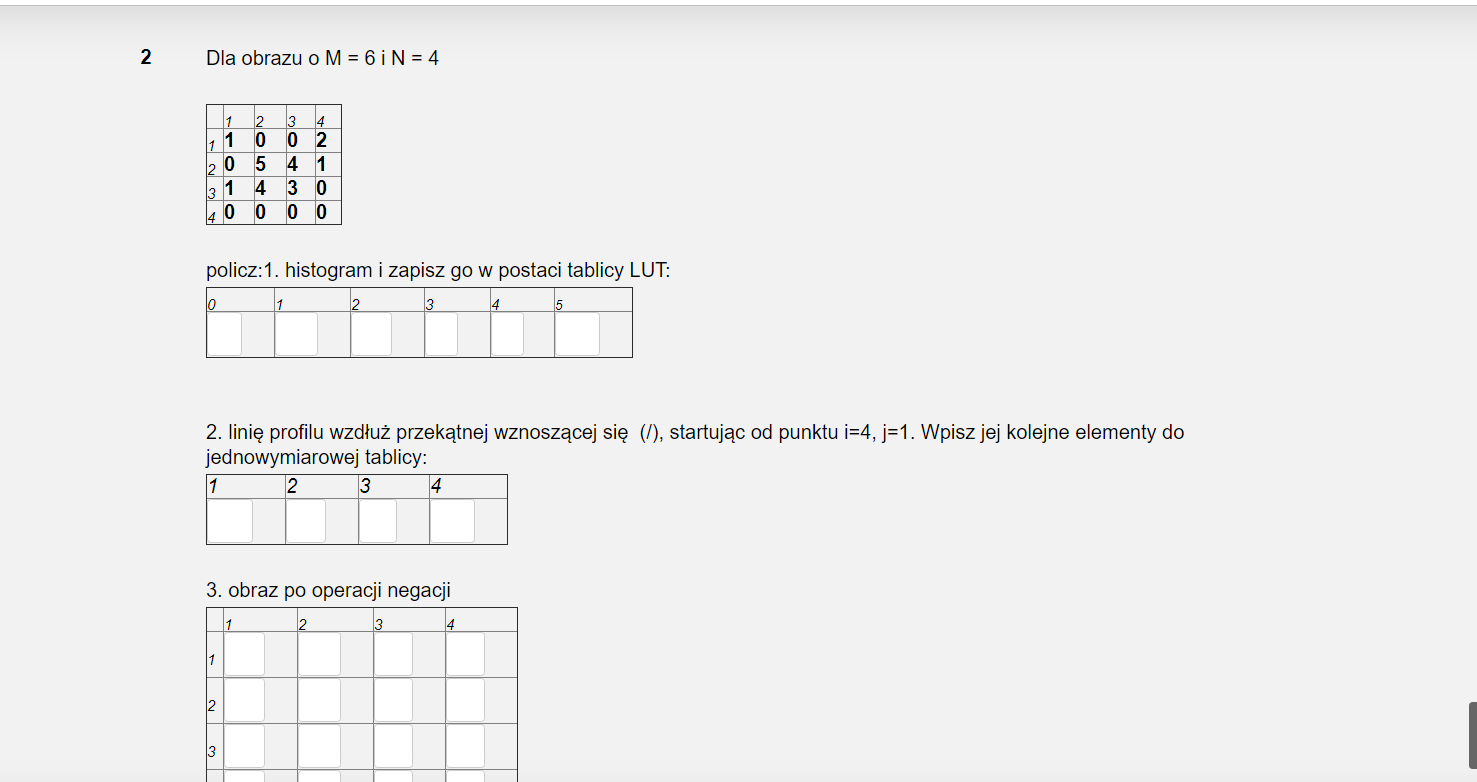 2 Dla obrazu o M = 6 i N = 4
1 2 3 4
1 1 0 0 2
2 0 5 4 1
3 1 4 3 0
4 0 0 0 0
policz:1. histogram i zapisz go w postaci tablicy LUT:
0 1 2 3 4 5
2. linię profilu wzdłuż przekątnej wznoszącej się (/), startując od punktu i=4, j=1. Wpisz jej kolejne elementy do
jednowymiarowej tablicy:
1 2 3 4
3. obraz po operacji negacji
1 2 3 4
1
2
3